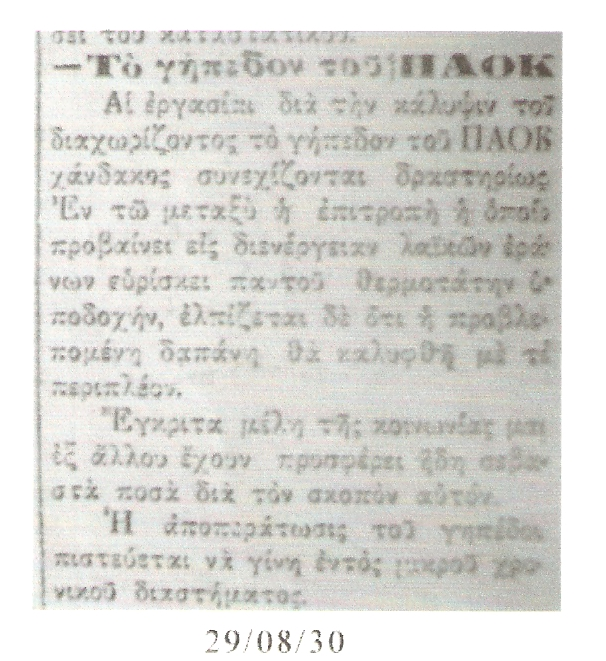 σει τοῦ καταστατικοῦ.
—Τὸ γήπεδον τοῦ ΠΑΟΚ
Αἱ ἐργασίαι διὰ τὴν κάλυψιν τοῦ
διαχωρίζοντος τὸ γήπεδον τοῦ ΠΑΟΚ
χάνδακος συνεχίζονται δραστηρίως
Ἐν τῶ μεταξὺ ἡ ἐπιτροπὴ ἡ ὁποία
προβαίνει εἰς διενέργειαν λαϊκῶν ἐρά-
νων εὑρίσκει παντοῦ θερμοτάτην ὑ-
ποδοχήν, ἐλπίζεται δὲ ὅτι ἡ προβλε-
πομένη δαπάνη θὰ καλυφθῆ μὲ τὸ
περιπλέον.
Ἔγκριτα μέλη τῆς κοινωνίας μας
ἐξ ἄλλου ἔχουν προσφέρει ἤδη σεβα-
στὰ ποσὰ διὰ τὸν σκοπὸν αὐτόν.
Ἡ ἀποπεράτωσις τοῦ γηπέδου
πιστεύεται νὰ γίνη ἐντός μικροῦ χρο-
νικοῦ διαστήματος.
29/08/30